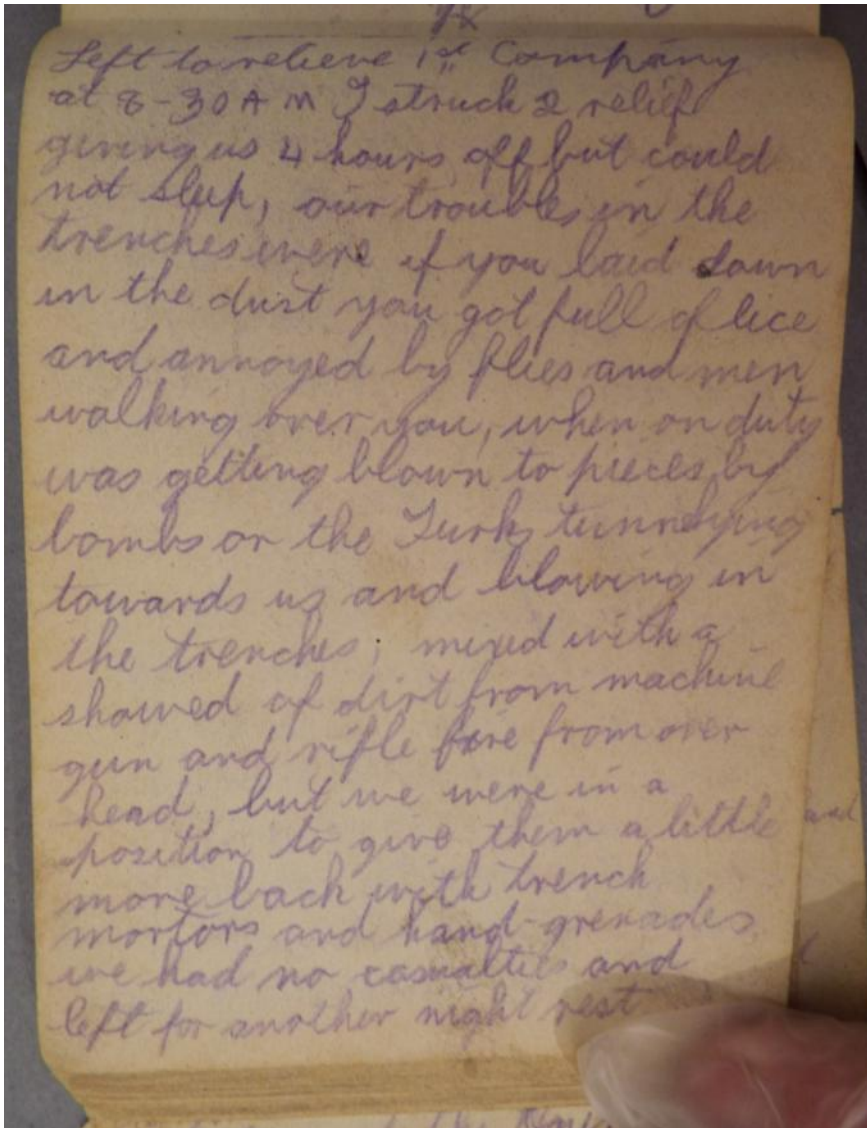 Left to relieve 1st Company
at 8-30 A M I struck 2 relief
giving us 4 hours off but could
not sleep, our troubles in the
trenches were if you laid down
in the dust you got full of lice
and annoyed by flies and men
walking over you, when on duty
was getting blown to pieces by
bombs or the Turks tunnelying
towards us and blowing in
the trenches; mixed with a
showed of dirt from machine
gun and rifle fire from over
head, but we were in a
position to give them a little
more back with trench
mortors and hand-grenades
we had no casualties and
left for another night rest